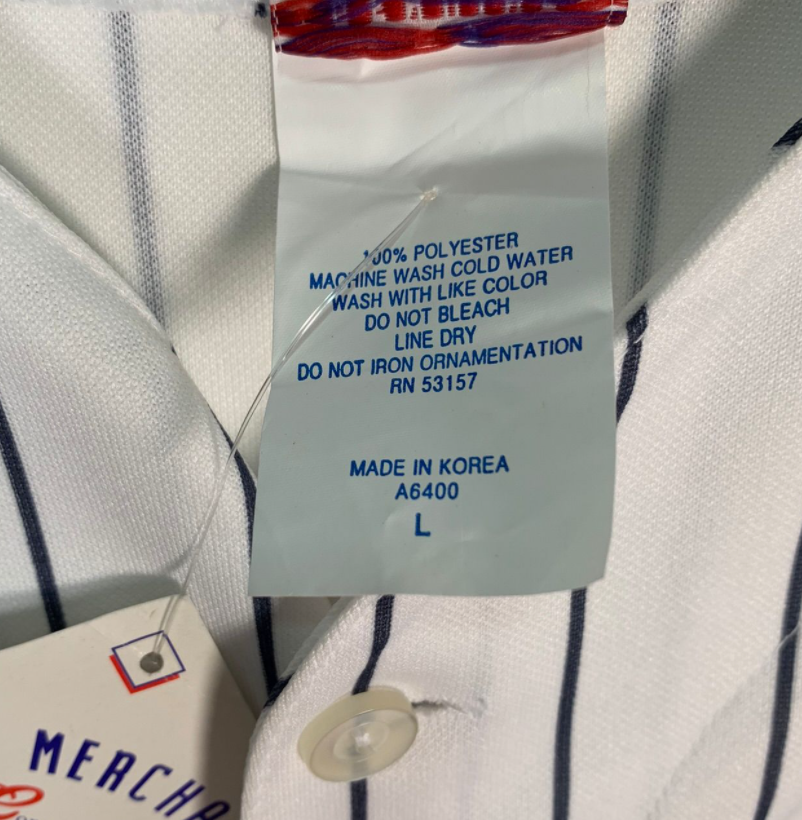 100% POLYESTER
MACHINE WASH COLD WATER
WASH WITH LIKE COLOR
DO NOT BLEACH
LINE DRY
DO NOT IRON ORNAMENTATION
RN 53157
MADE IN KOREA
A6400
L
MERCHA